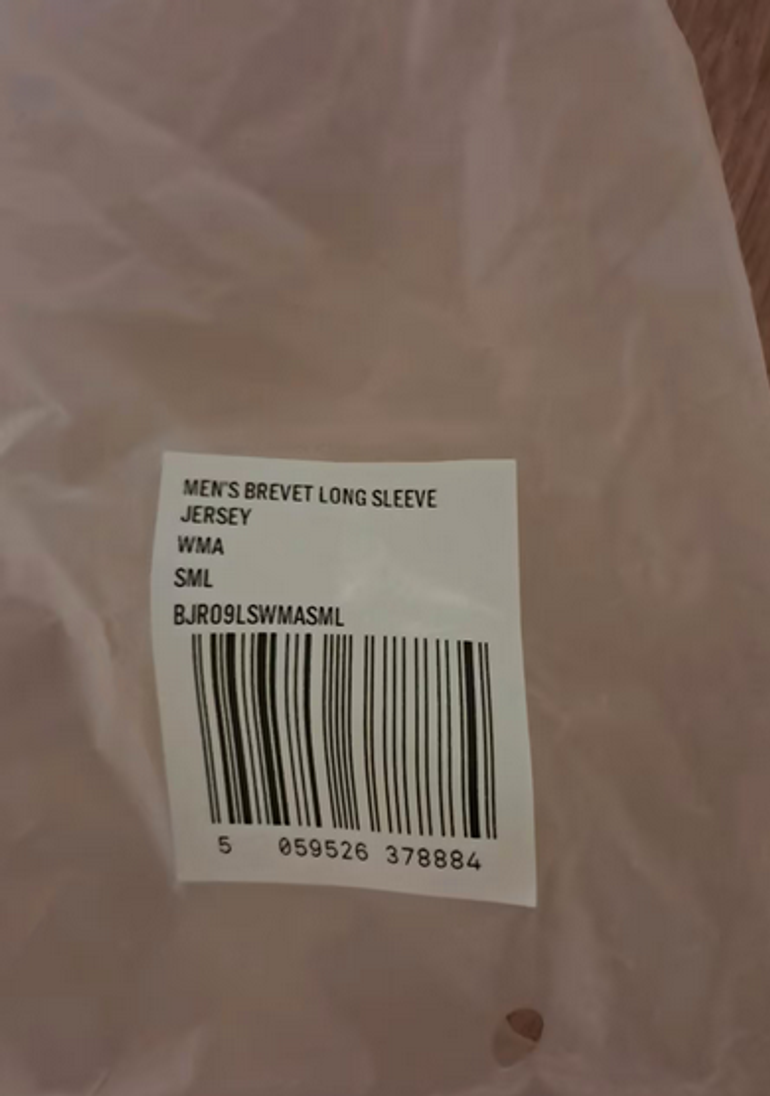 MEN'S BREVET LONG SLEEVE
JERSEY
WMA
SML
BJR09LSWMASML
5 059526 378884